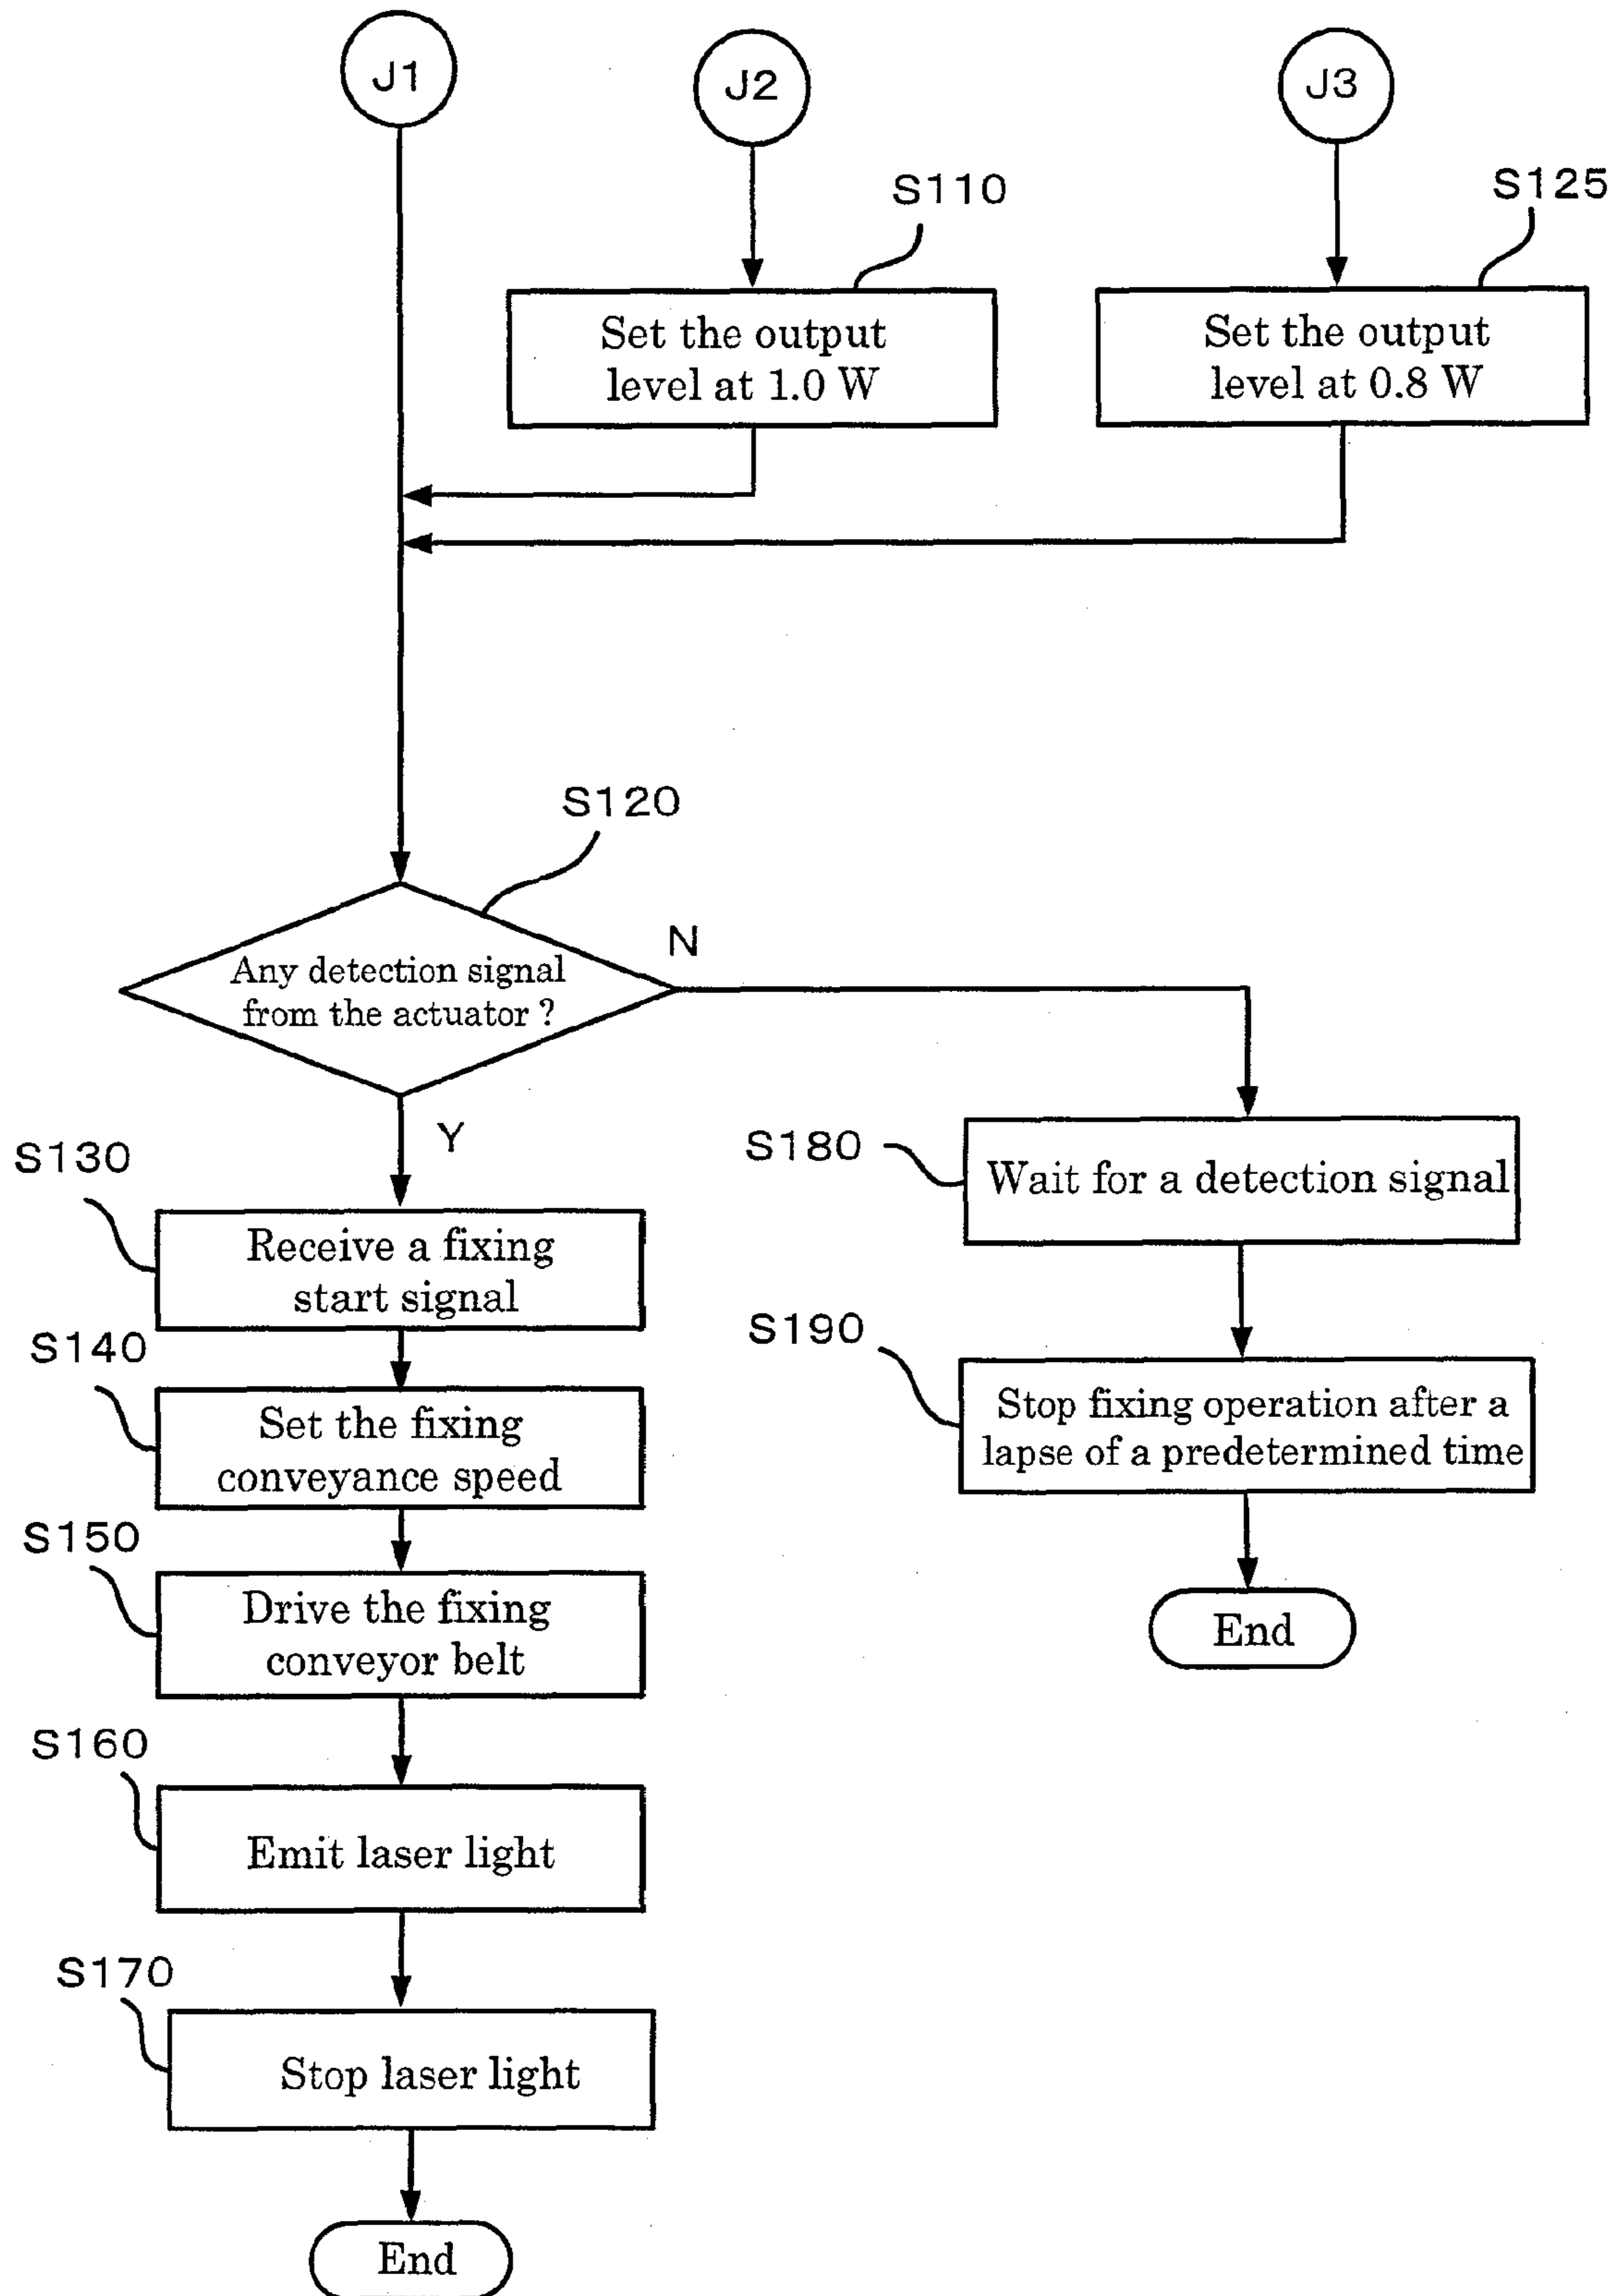 J1
J2
J3
S110
S125
Set the output
level at 1.0 W
Set the output
level at 0.8 W
S120
Any detection signal
from the actuator ?
N
Y
S130
Receive a fixing
start signal
S180
Wait for a detection signal
S140
Set the fixing
conveyance speed
S190
Stop fixing operation after a
lapse of a predetermined time
S150
Drive the fixing
conveyor belt
End
S160
Emit laser light
S170
Stop laser light
End